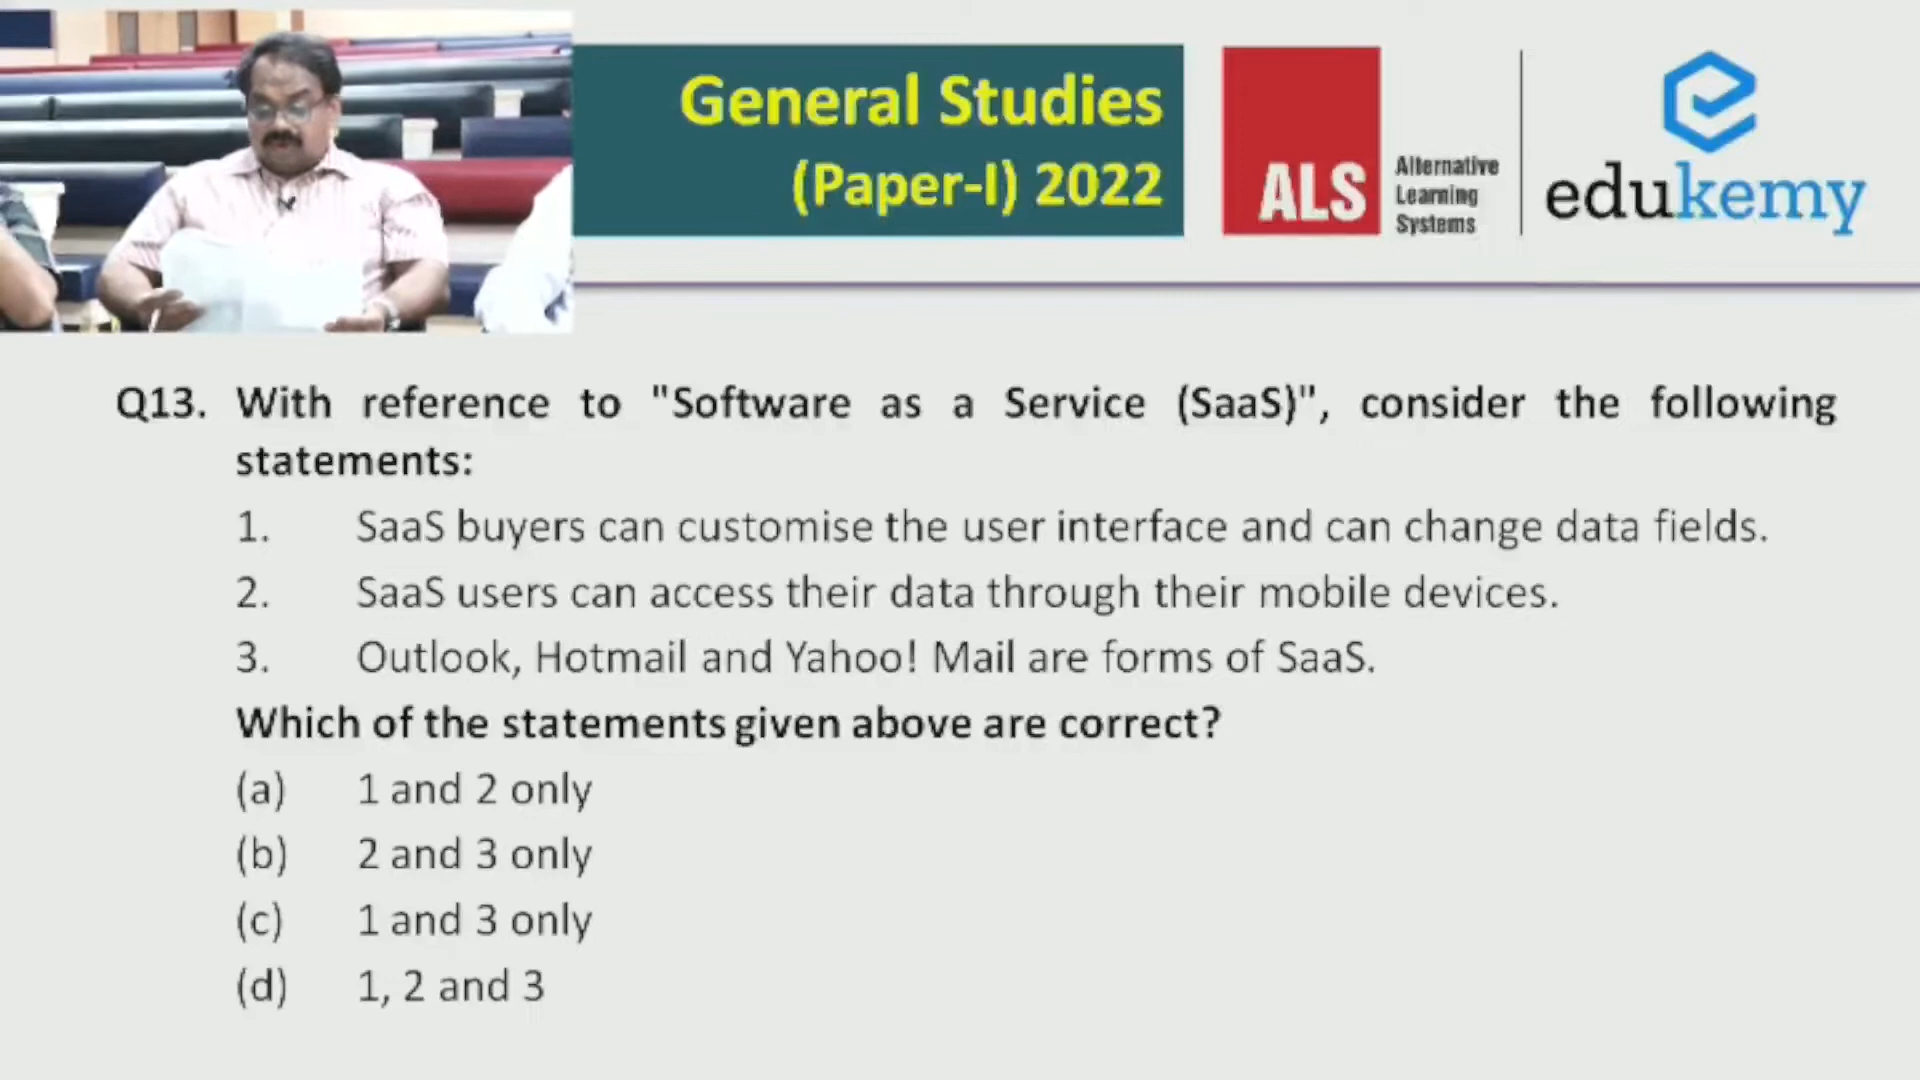 General Studies
(Paper-I) 2022
ALS
Alternative
Learning
Systems
edukemy
Q13. With reference to "Software as a Service (SaaS)", consider the following
statements:
1. SaaS buyers can customise the user interface and can change data fields.
2. SaaS users can access their data through their mobile devices.
3. Outlook, Hotmail and Yahoo! Mail are forms of SaaS.
Which of the statements given above are correct?
(a) 1 and 2 only
(b) 2 and 3 only
(c) 1 and 3 only
(d) 1, 2 and 3